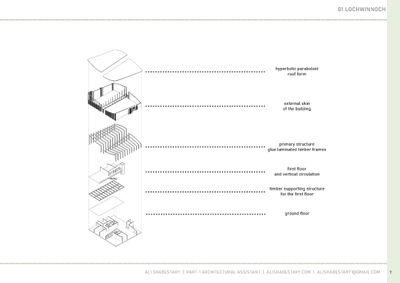 01 LOCHWINNOCH
hyperbolic paraboloid
roof form
external skin
of the building
primary structure
glue laminated timber frames
first floor
and vertical circulation
timber supporting structure
for the first floor
ground floor
ALI SHABESTARY | PART-1 ARCHITECTURAL ASSISTANT | ALISHABESTARY.COM | ALISHABESTARY1@GMAIL.COM